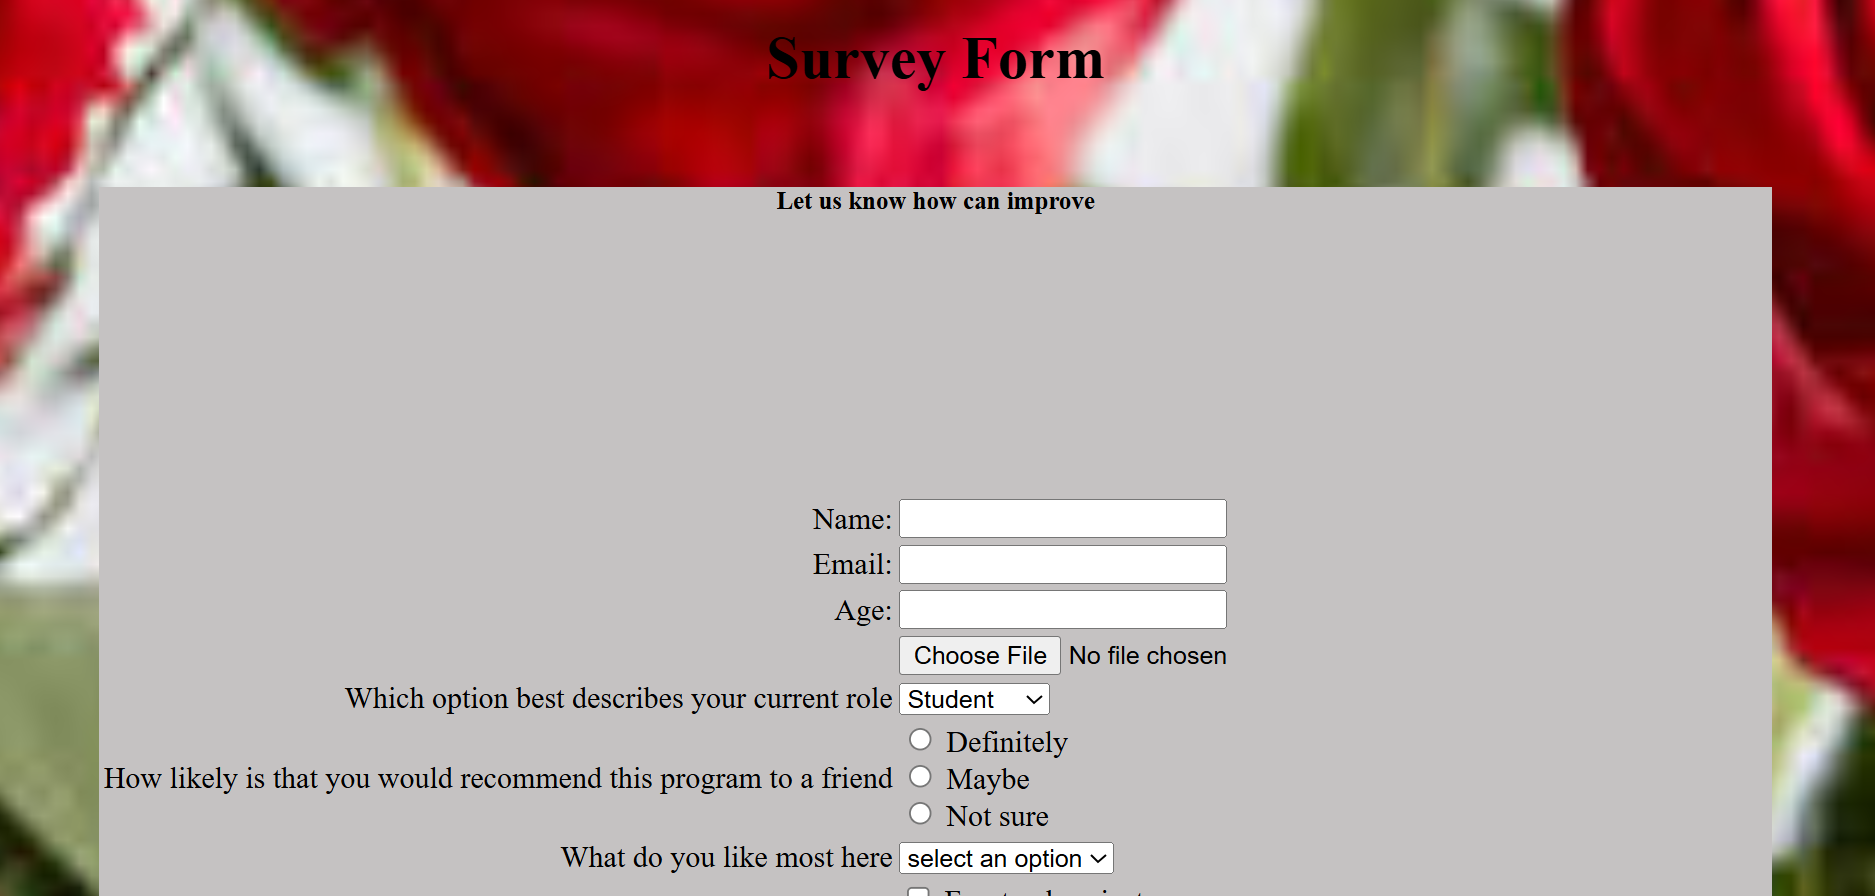 Survey Form
Let us know how can improve
Name:
Email:
Age:
Choose File No file chosen
Which option best describes your current role Student
Definitely
How likely is that you would recommend this program to a friend Maybe
Not sure
What do you like most here select an option